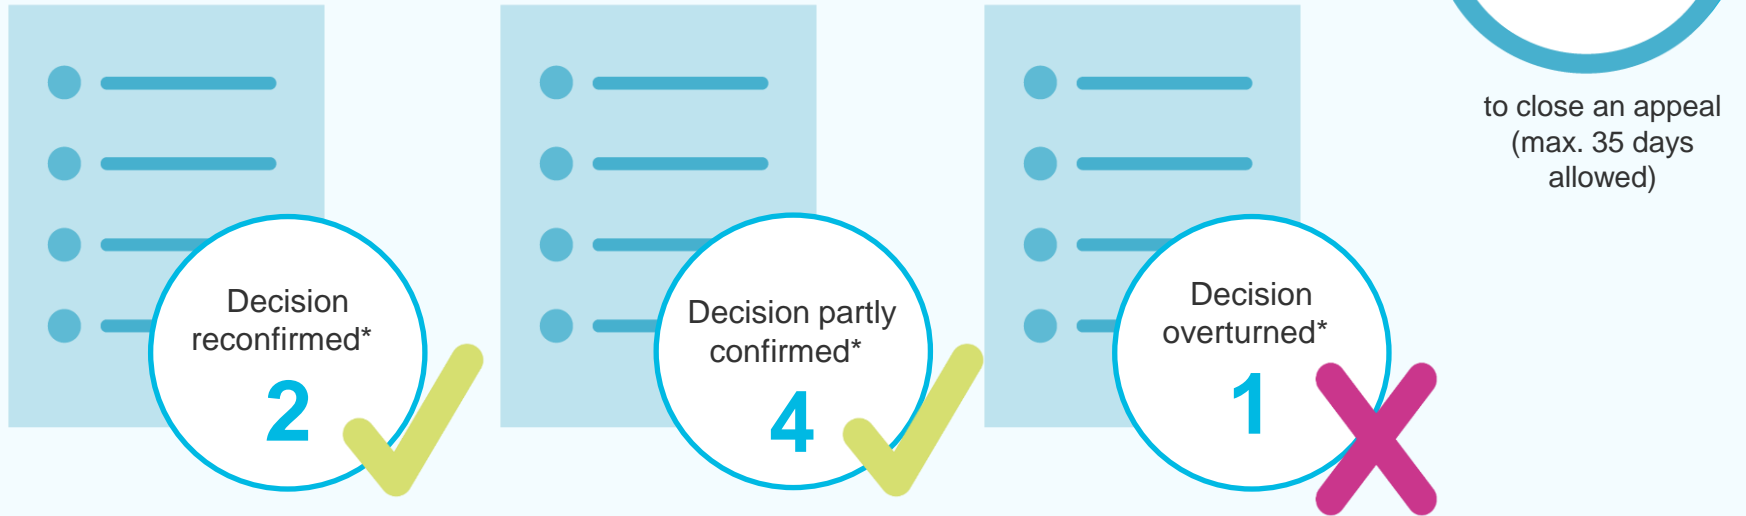 Decision
reconfirmed*
2
Decision partly
confirmed*
4
Decision
overturned*
1
to close an appeal
(max. 35 days
allowed)